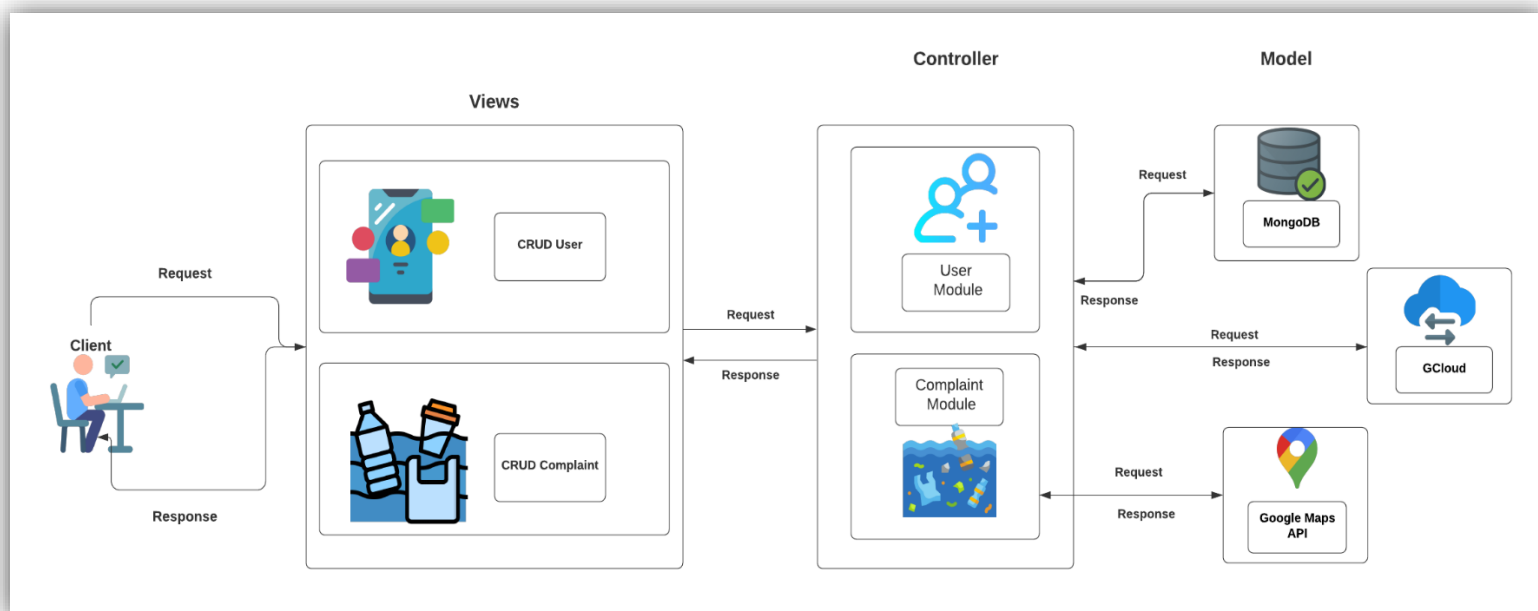 Controller
Model
Views
Client
Request
Response
CRUD User
CRUD Complaint
Request
Response
User
Module
Complaint
Module
Request
Response
Request
Response
Request
Response
MongoDB
GCloud
Google Maps
API